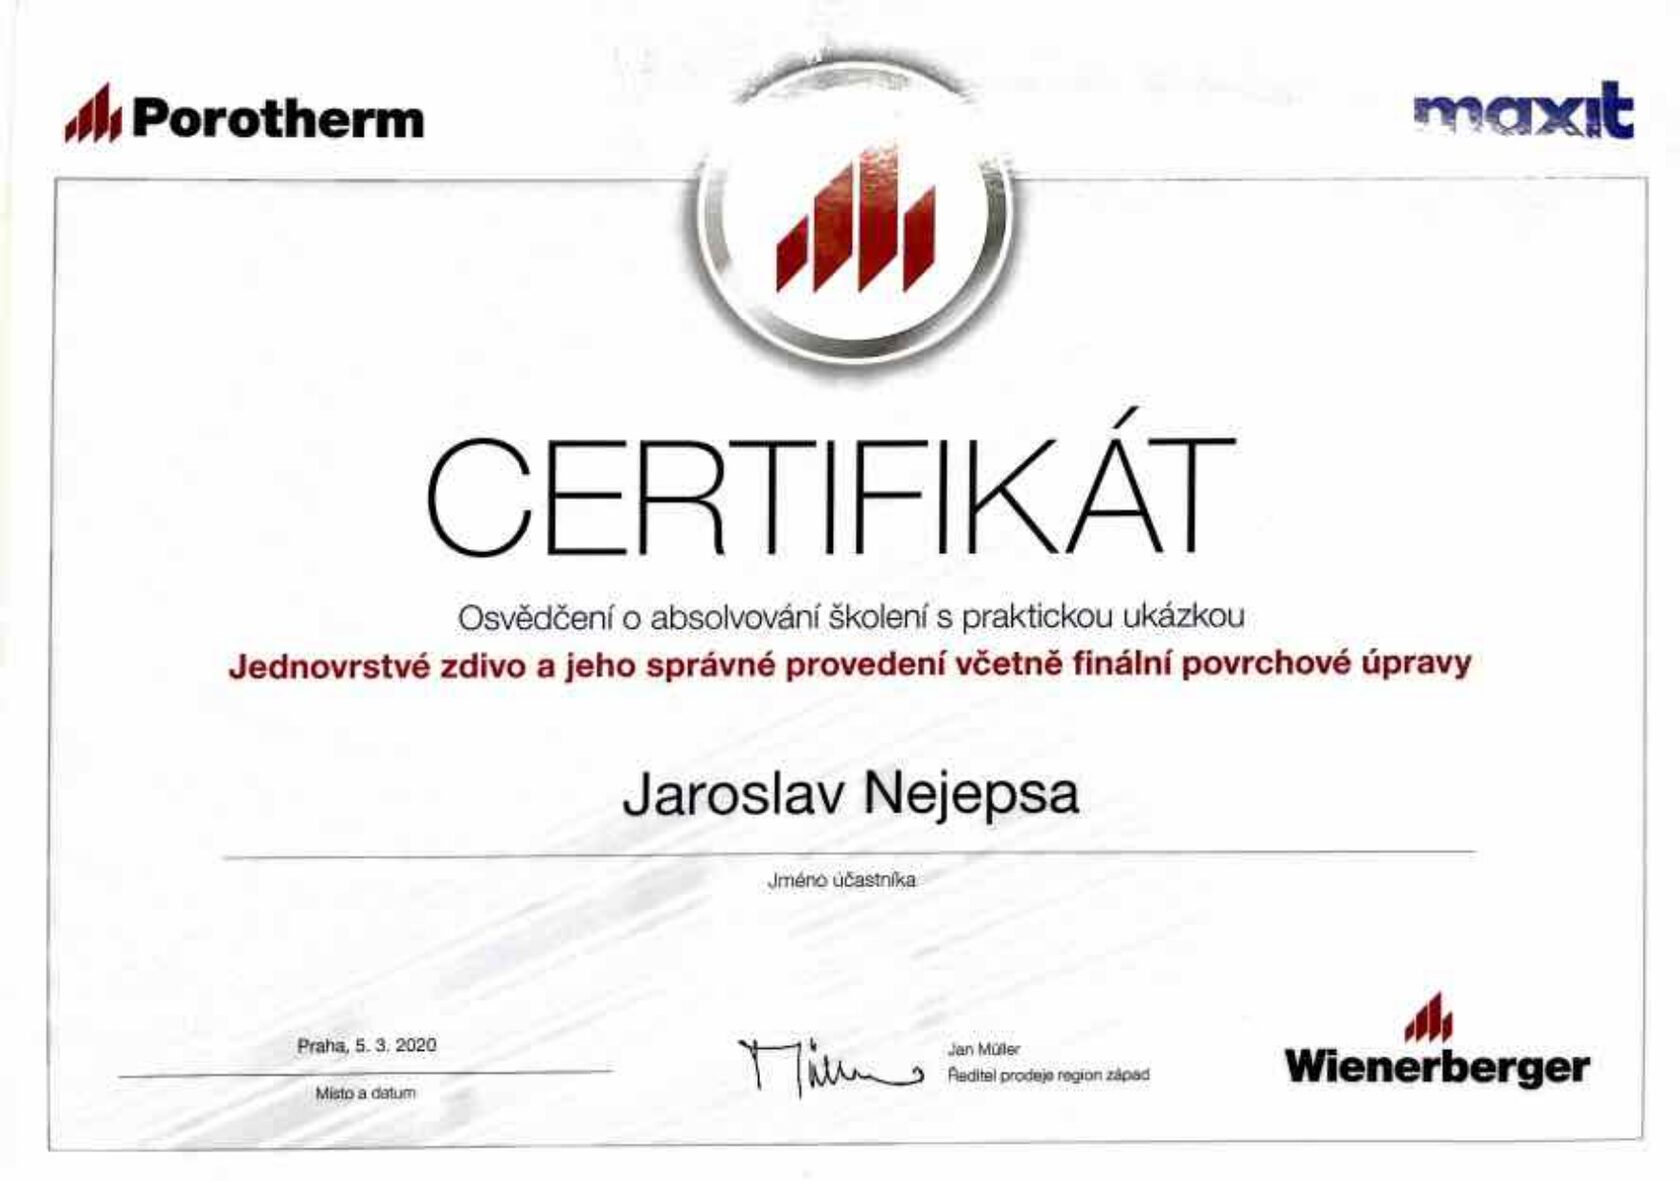 Porotherm
maxit
CERTIFIKÁT
Osvědčení o absolvování školení s praktickou ukázkou
Jednovrstvé zdivo a jeho správné provedení včetně finální povrchové úpravy
Jaroslav Nejepsa
Jméno účastníka
Praha, 5. 3. 2020
Místo a datum
Müller
Jan Müller
Ředitel prodeje region západ
Wienerberger